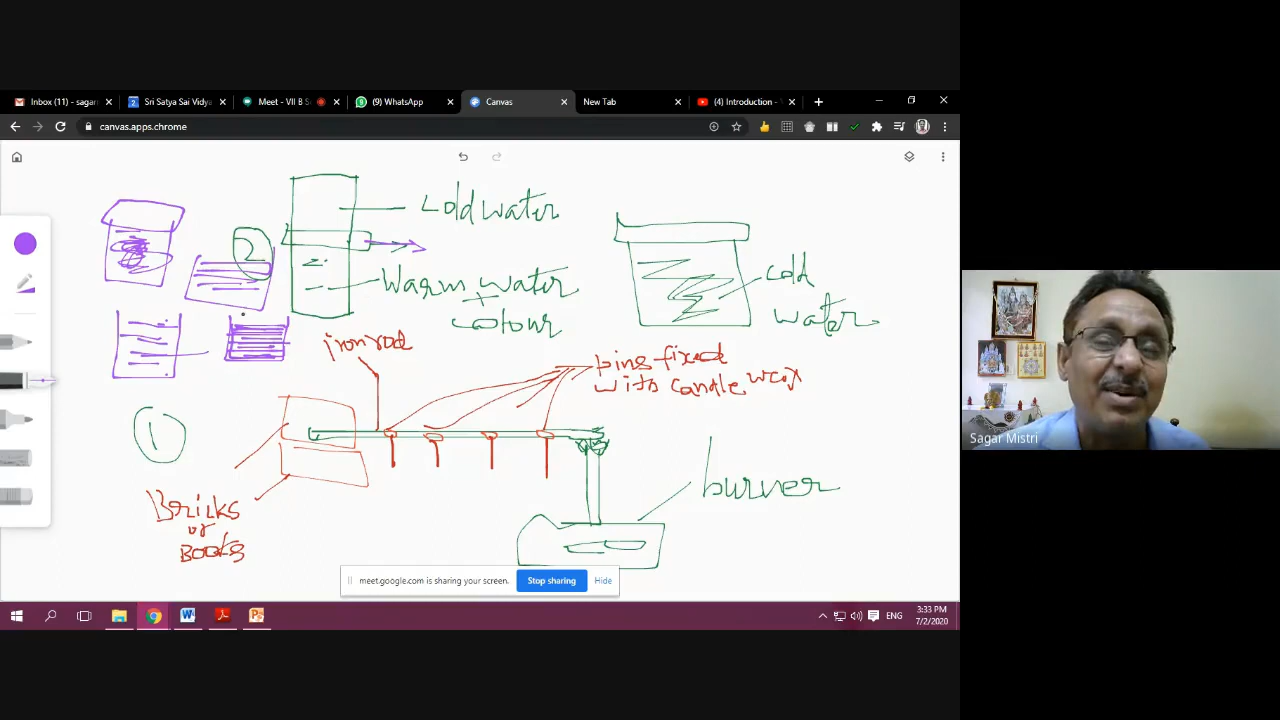 Inbox (11) - sagar
Sri Satya Sai Vidya
Meet - VII B S
(9) WhatsApp
Canvas
New Tab
(4) Introduction -
canvas.apps.chrome
cold water
2
Warm water
+
colour
cold
water
iron rod
pins fixed
with candle wax
1
Bricks
or
Books
burner
Sagar Mistri
meet.google.com is sharing your screen.
Stop sharing
Hide
ENG
3:33 PM
7/2/2020